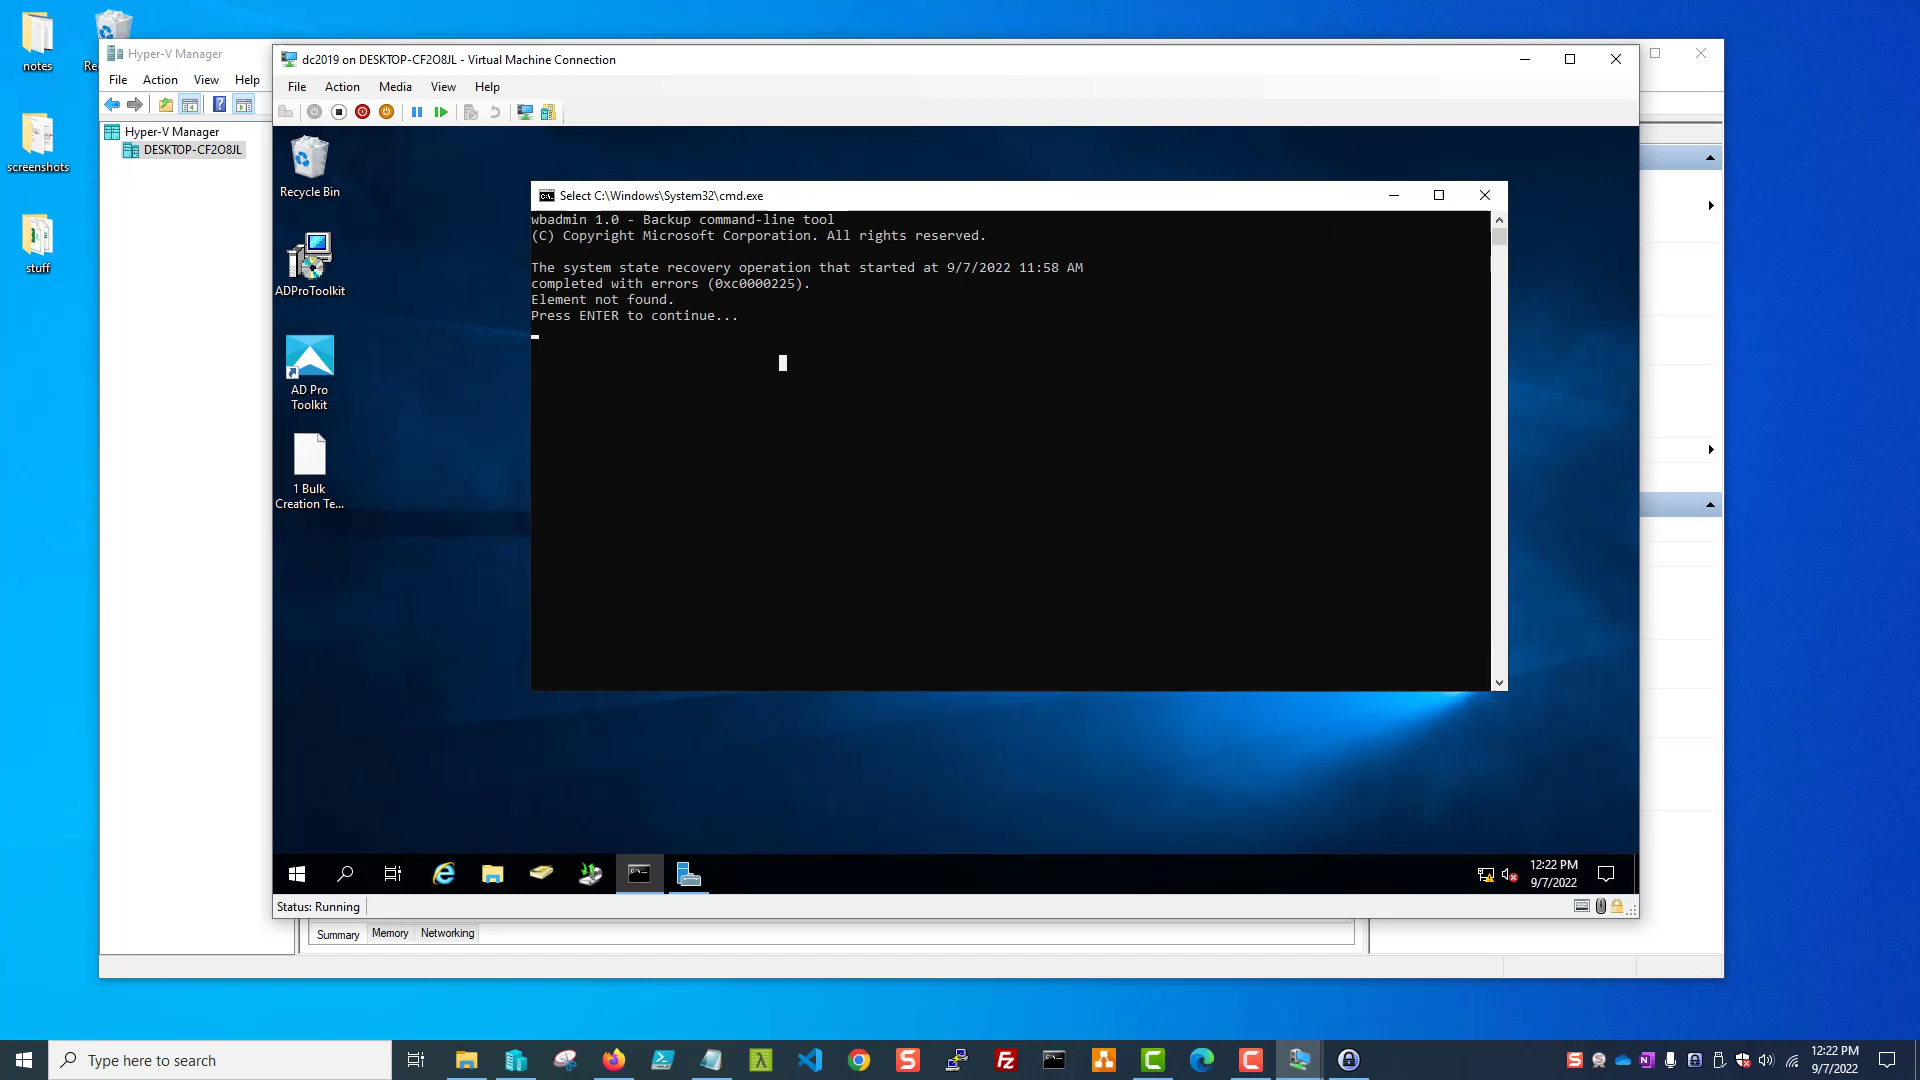 notes
screenshots
stuff
Hyper-V Manager
File Action View Help
Hyper-V Manager
DESKTOP-CF2O8JL
dc2019 on DESKTOP-CF2O8JL - Virtual Machine Connection
File Action Media View Help
Recycle Bin
ADProToolkit
AD Pro
Toolkit
1 Bulk
Creation Te...
Select C:\Windows\System32\cmd.exe
wbadmin 1.0 - Backup command-line tool
(C) Copyright Microsoft Corporation. All rights reserved.
The system state recovery operation that started at 9/7/2022 11:58 AM
completed with errors (0xc0000225).
Element not found.
Press ENTER to continue...
12:22 PM
9/7/2022
Status: Running
Summary Memory Networking
Type here to search
12:22 PM
9/7/2022